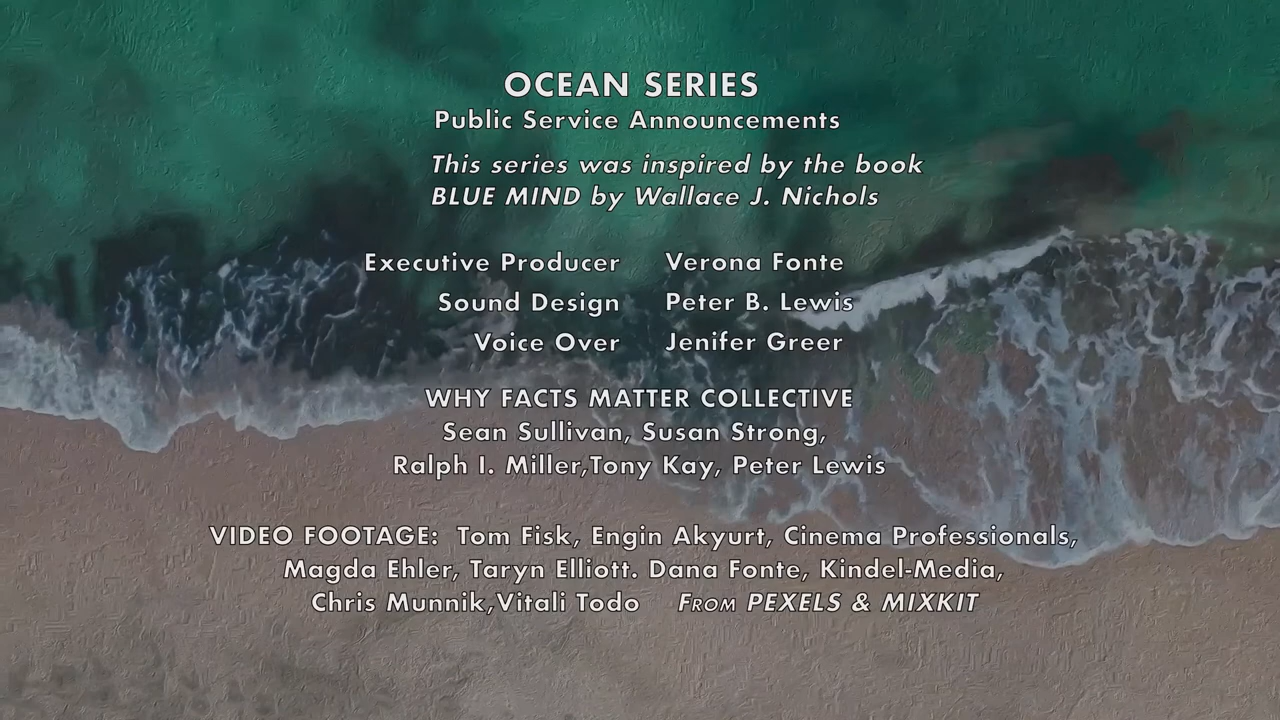 OCEAN SERIES
Public Service Announcements
This series was inspired by the book
BLUE MIND by Wallace J. Nichols
Executive Producer Verona Fonte
Sound Design Peter B. Lewis
Voice Over Jenifer Greer
WHY FACTS MATTER COLLECTIVE
Sean Sullivan, Susan Strong,
Ralph I. Miller,Tony Kay, Peter Lewis
VIDEO FOOTAGE: Tom Fisk, Engin Akyurt, Cinema Professionals,
Magda Ehler, Taryn Elliott. Dana Fonte, Kindel-Media,
Chris Munnik,Vitali Todo From PEXELS & MIXKIT